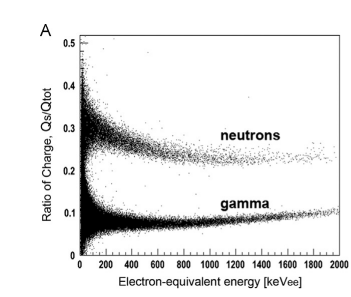 A
0.5
0.4
0.3
0.2
0.1
0
Ratio of Charge, Qs/Qtot
neutrons
gamma
0 200 400 600 800 1000 1200 1400 1600 1800 2000
Electron-equivalent energy [keVee]